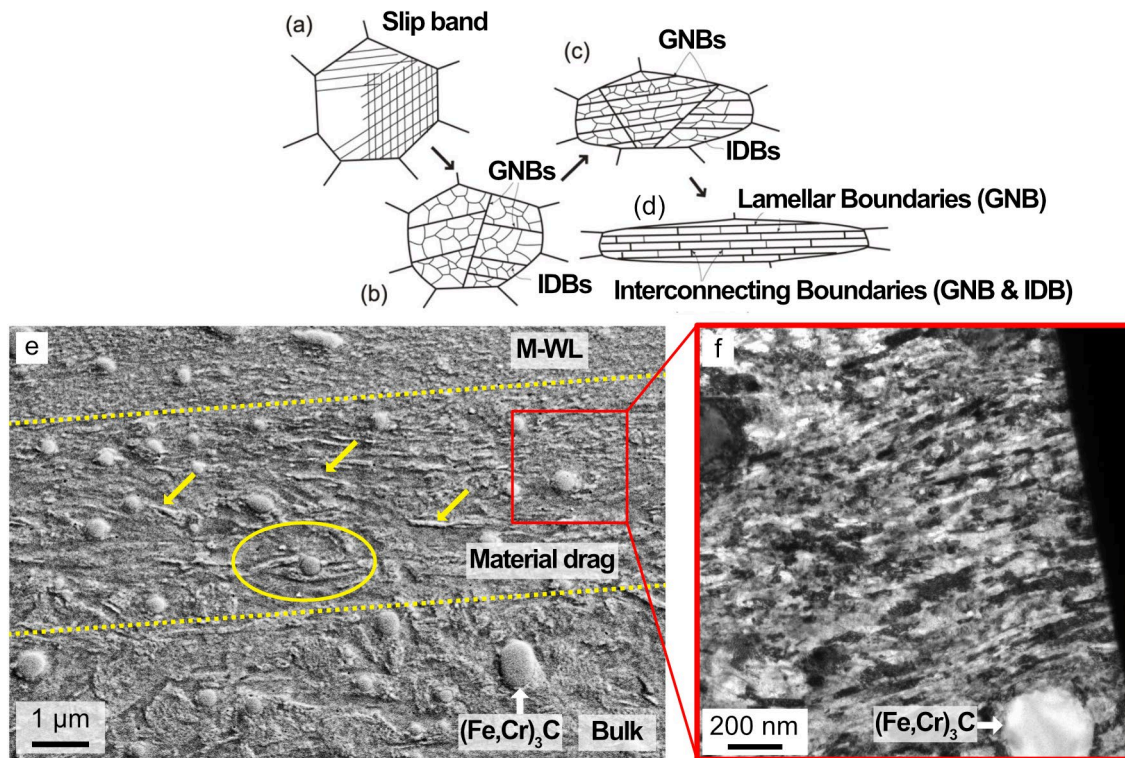 (a)
Slip band
GNBs
(c)
IDBs
GNBs
IDBs
(b)
(d)
Lamellar Boundaries (GNB)
Interconnecting Boundaries (GNB & IDB)
e
M-WL
Material drag
1 µm
(Fe,Cr)₃C
Bulk
f
200 nm
(Fe,Cr)₃C